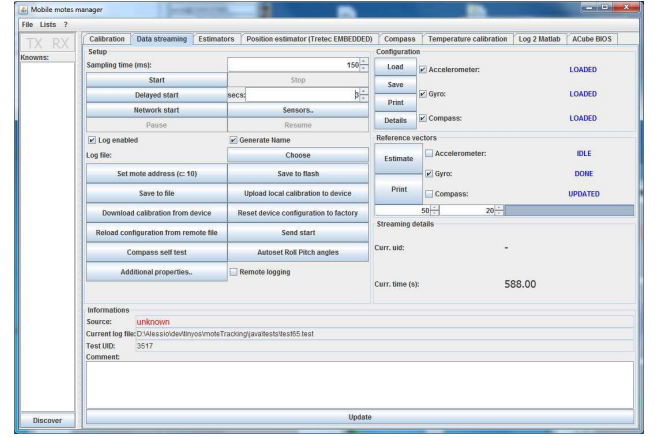 Mobile motes manager
File Lists ?
TX RX
Knowns:
Discover
Calibration Data streaming Estimators Position estimator (Tretec EMBEDDED) Compass Temperature calibration Log 2 Matlab ACube BIOS
Setup
Sampling time (ms): 150
Start Stop
Delayed start secs:
Network start Sensors..
Pause Resume
Log enabled Generate Name
Log file: Choose
Set mote address (c: 10) Save to flash
Save to file Upload local calibration to device
Download calibration from device Reset device configuration to factory
Reload configuration from remote file Send start
Compass self test Autoset Roll Pitch angles
Additional properties.. Remote logging
Configuration
Load Accelerometer: LOADED
Save
Gyro: LOADED
Print
Details Compass: LOADED
Reference vectors
Estimate Accelerometer: IDLE
Gyro: DONE
Print Compass: UPDATED
50 20
Streaming details
Curr. uid: -
Curr. time (s): 588.00
Informations
Source: unknown
Current log file: D:\Alessio\dev\tinyos\moteTracking\java\tests\test65.test
Test UID: 3517
Comment:
Update